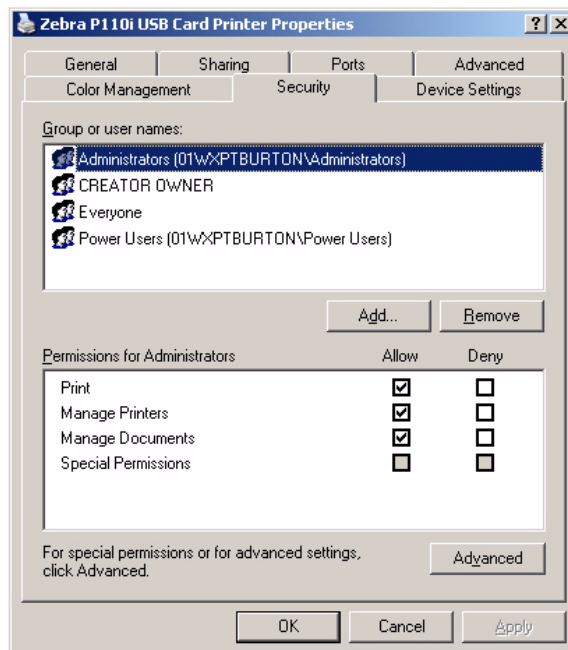 Zebra P110i USB Card Printer Properties
General Sharing Ports Advanced
Color Management Security Device Settings
Group or user names:
Administrators (01WXPTBURTON\Administrators)
CREATOR OWNER
Everyone
Power Users (01WXPTBURTON\Power Users)
Add... Remove
Permissions for Administrators Allow Deny
Print
Manage Printers
Manage Documents
Special Permissions
For special permissions or for advanced settings,
click Advanced.
Advanced
OK Cancel Apply